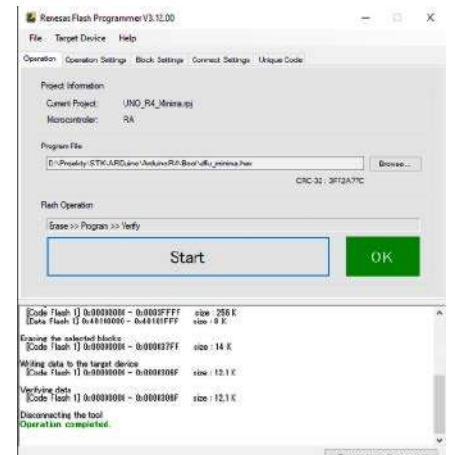 Renesas Flash Programmer V3.12.00
File Target Device Help
Operation Operation Settings Block Settings Connect Settings Unique Code
Project Information
Current Project: UNO_R4_Minima.rpj
Microcontroller: RA
Program File
Browse...
CRC-32 : 3F12A77C
Flash Operation
Erase >> Program >> Verify
Start
OK
[Code Flash 1] 0x00000000 - 0x0003FFFF size : 256 K
[Data Flash 1] 0x40100000 - 0x40101FFF size : 8 K
Erasing the selected blocks
[Code Flash 1] 0x00000000 - 0x000037FF size : 14 K
Writing data to the target device
[Code Flash 1] 0x00000000 - 0x0000306F size : 12.1 K
Verifying data
[Code Flash 1] 0x00000000 - 0x0000306F size : 12.1 K
Disconnecting the tool
Operation completed.